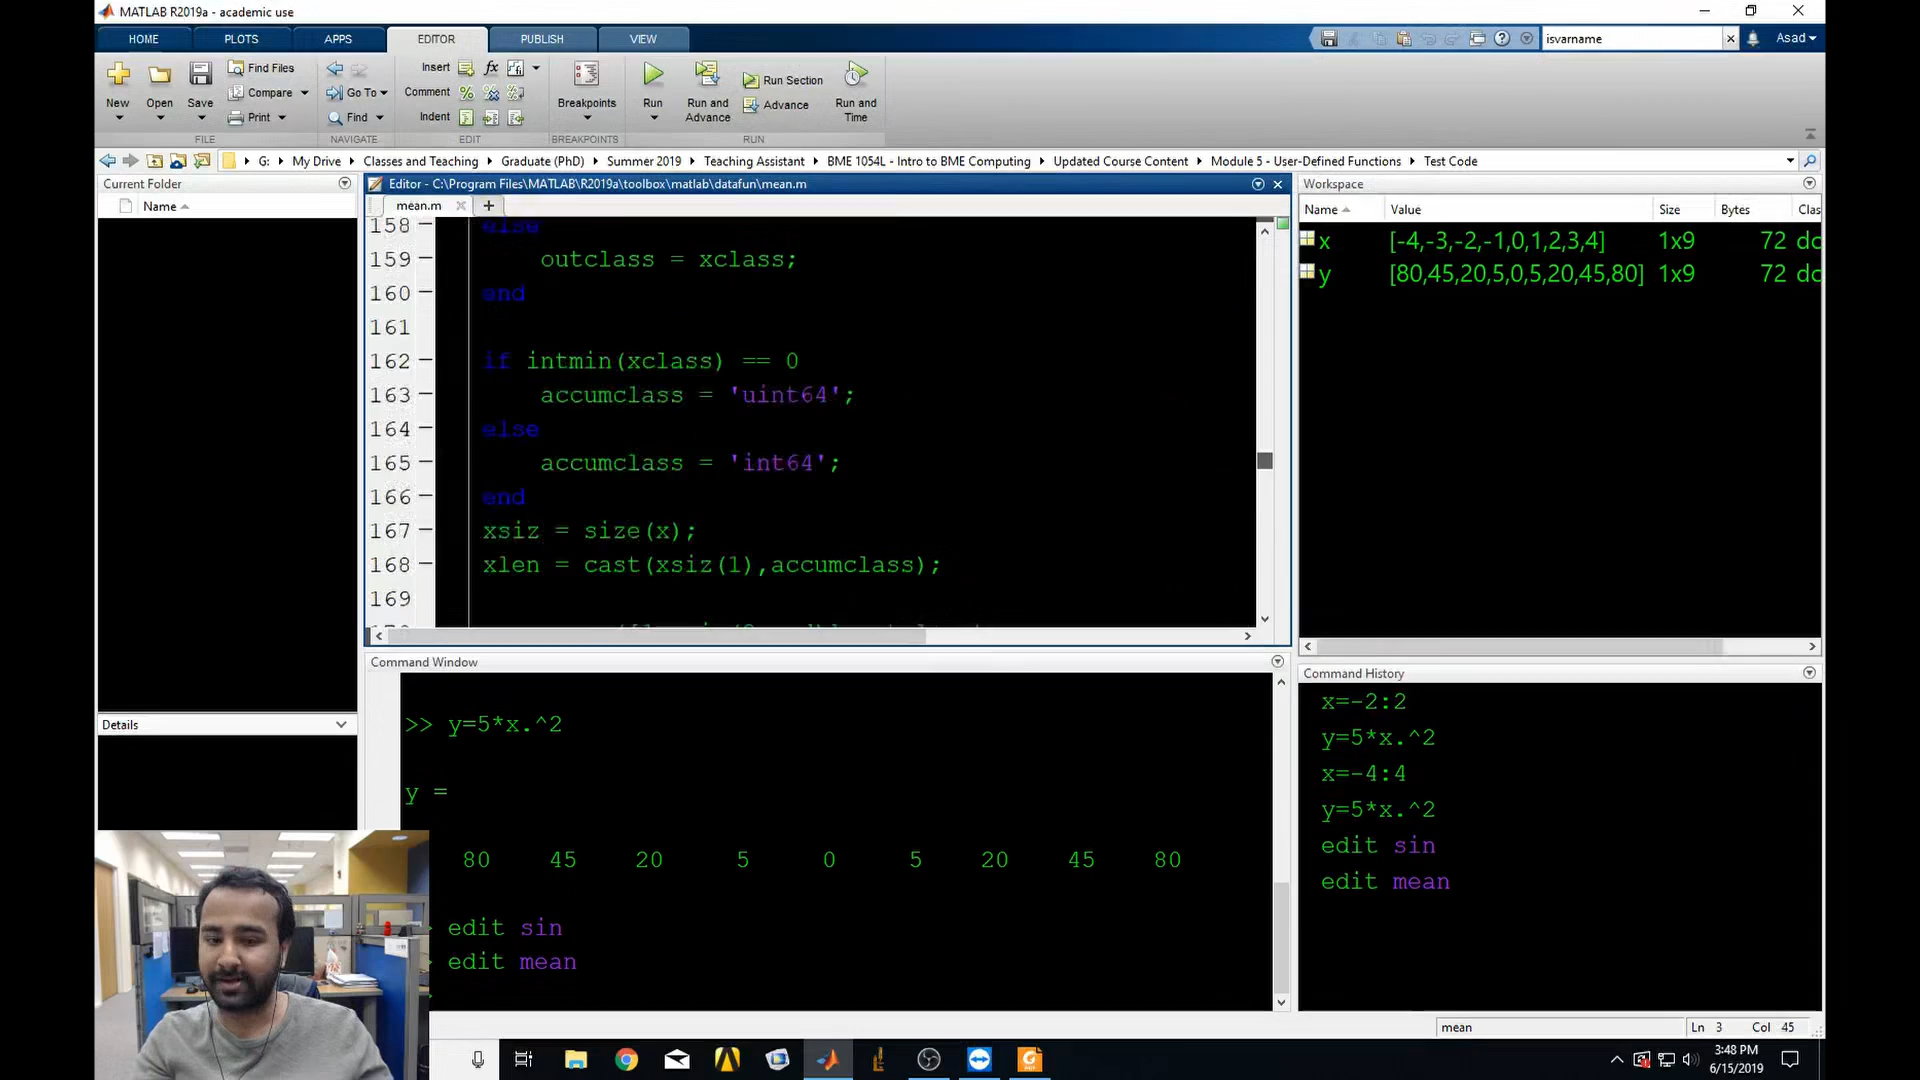 MATLAB R2019a - academic use
HOME PLOTS APPS EDITOR PUBLISH VIEW
isvarname
Asad
New
Open
Save
Find Files
Compare
Print
FILE
Go To
Find
NAVIGATE
Insert
fx
Comment
Indent
EDIT
Breakpoints
BREAKPOINTS
Run
Run and Advance
Run Section
Advance
Run and Time
RUN
G: My Drive Classes and Teaching Graduate (PhD) Summer 2019 Teaching Assistant BME 1054L - Intro to BME Computing Updated Course Content Module 5 - User-Defined Functions Test Code
Current Folder
Name
Details
Editor - C:\Program Files\MATLAB\R2019a\toolbox\matlab\datafun\mean.m
mean.m
158 else
159 outclass = xclass;
160 end
161
162 if intmin(xclass) == 0
163 accumclass = 'uint64';
164 else
165 accumclass = 'int64';
166 end
167 xsiz = size(x);
168 xlen = cast(xsiz(1),accumclass);
169
Command Window
>> y=5*x.^2
y =
80 45 20 5 0 5 20 45 80
edit sin
edit mean
Workspace
Name Value Size Bytes Clas
x [-4,-3,-2,-1,0,1,2,3,4] 1x9 72 do
y [80,45,20,5,0,5,20,45,80] 1x9 72 do
Command History
x=-2:2
y=5*x.^2
x=-4:4
y=5*x.^2
edit sin
edit mean
mean
Ln 3 Col 45
3:48 PM
6/15/2019